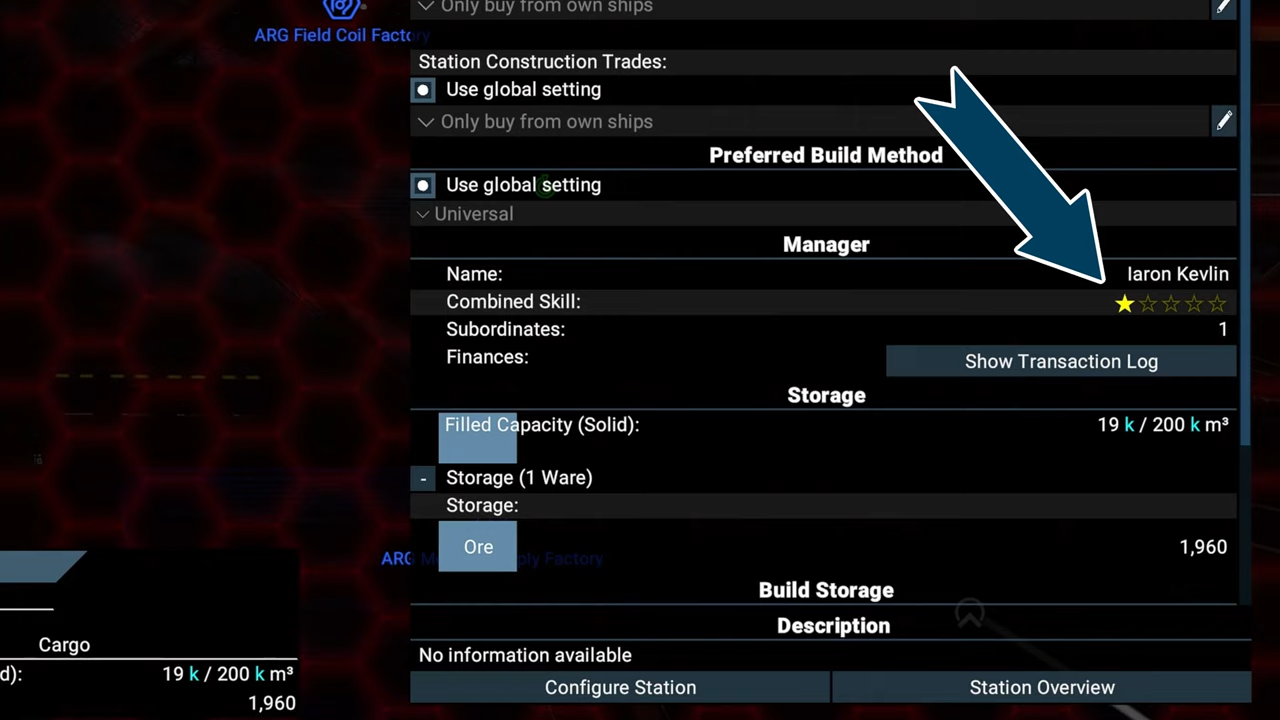 Only buy from own ships
ARG Field Coil Facto
Station Construction Trades:
Use global setting
Only buy from own ships
Preferred Build Method
Use global setting
Universal
Manager
Name: Iaron Kevlin
Combined Skill:
Subordinates: 1
Finances: Show Transaction Log
Storage
Filled Capacity (Solid): 19 k / 200 k m³
- Storage (1 Ware)
Storage:
Ore 1,960
ARG
Factory
Build Storage
Description
No information available
Configure Station Station Overview
Cargo
d): 19 k / 200 k m³
1,960